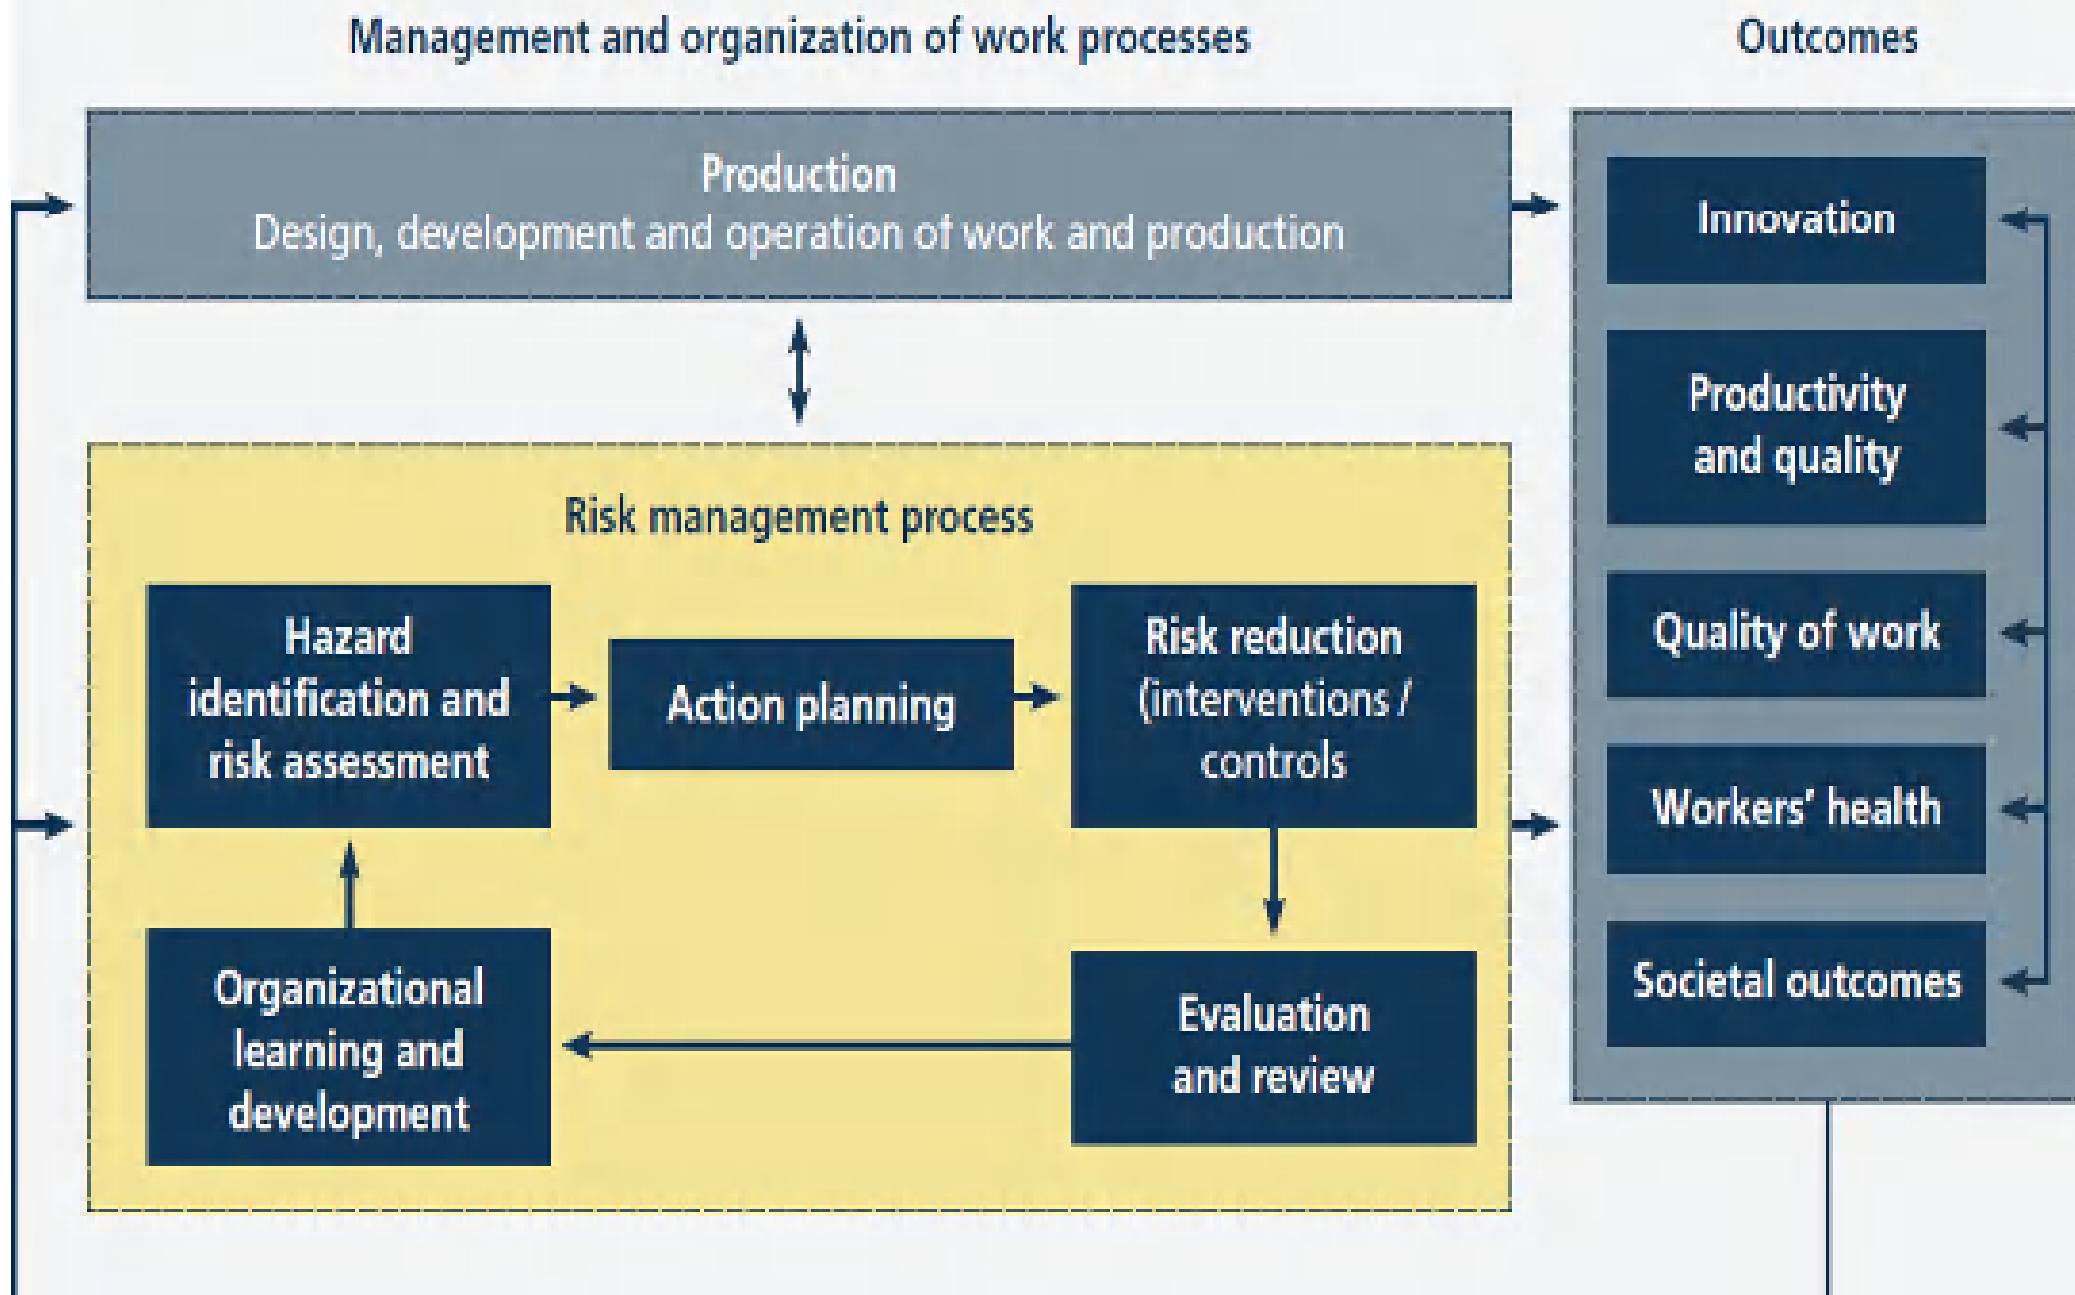 Management and organization of work processes
Outcomes
Production
Design, development and operation of work and production
Innovation
Productivity
and quality
Quality of work
Workers’ health
Societal outcomes
Risk management process
Hazard
identification and
risk assessment
Action planning
Risk reduction
(interventions /
controls
Evaluation
and review
Organizational
learning and
development